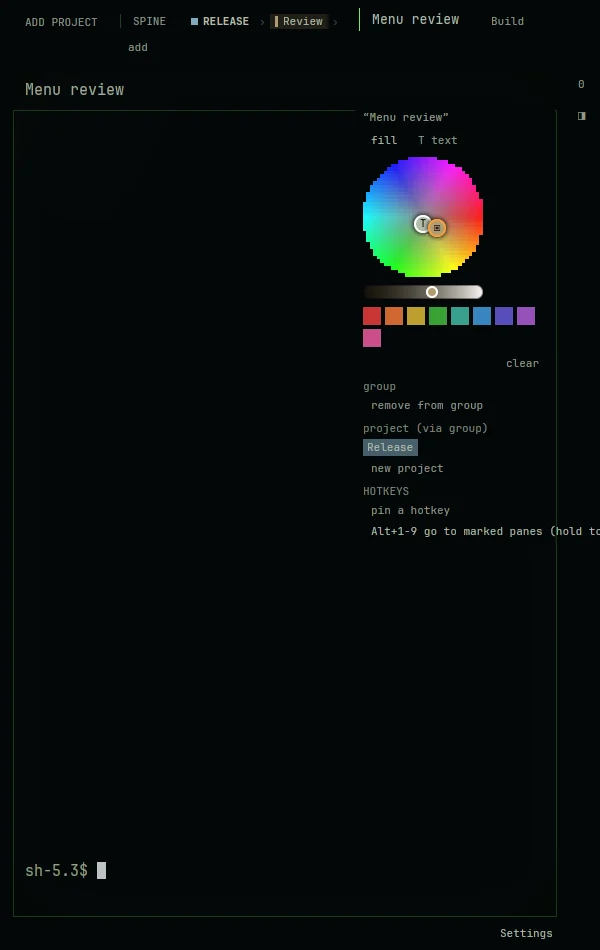 ADD PROJECT SPINE RELEASE › Review › Menu review Build
add
Menu review
0
"Menu review"
fill T text
T
clear
group
remove from group
project (via group)
Release
new project
HOTKEYS
pin a hotkey
Alt+1-9 go to marked panes (hold to
sh-5.3$
Settings